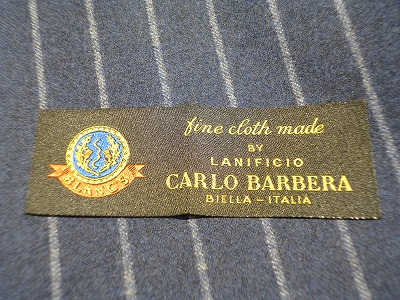 fine cloth made
BY
LANIFICIO
CARLO BARBERA
BIELLA - ITALIA